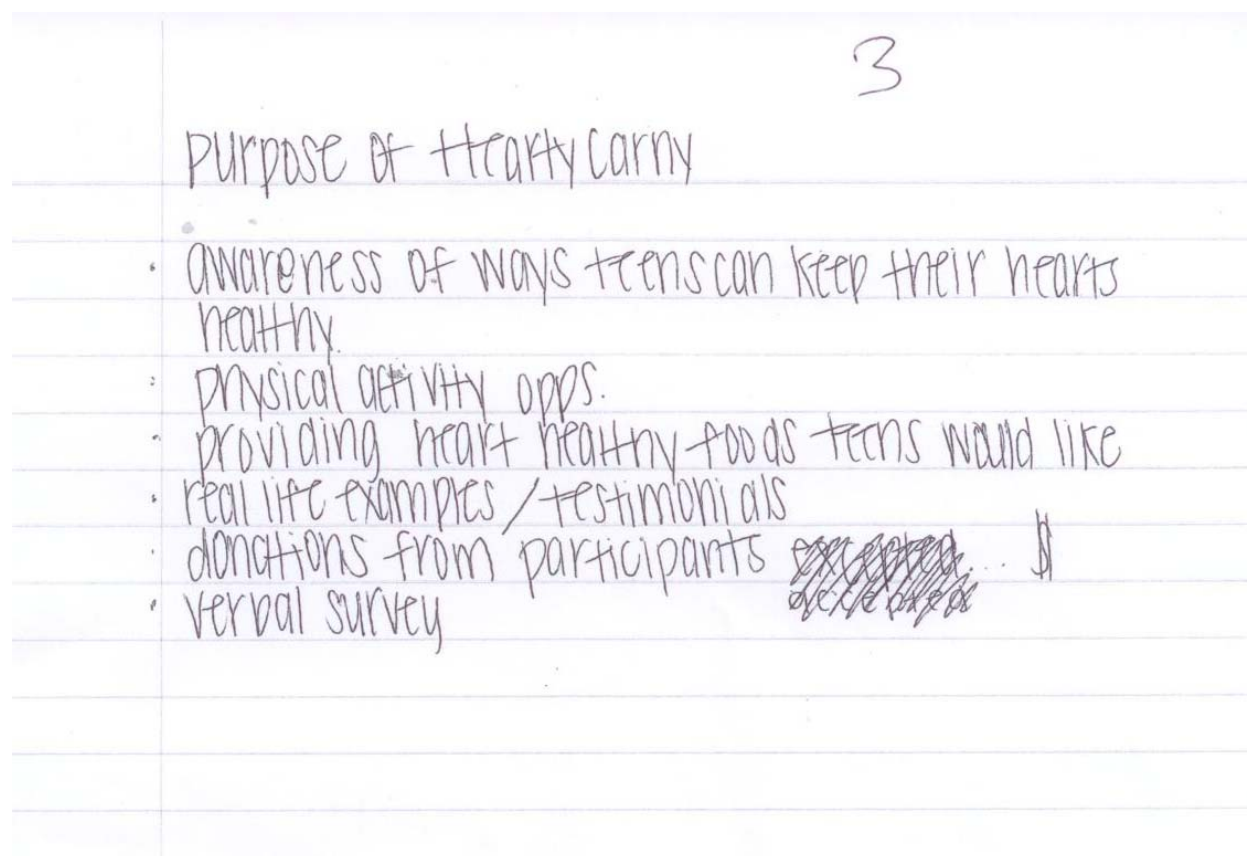 3
purpose of Hearty Carny
• awareness of ways teens can keep their hearts
healthy.
• physical activity opps.
• providing heart healthy foods teens would like
• real life examples / testimonials
• donations from participants ... $
• verbal survey